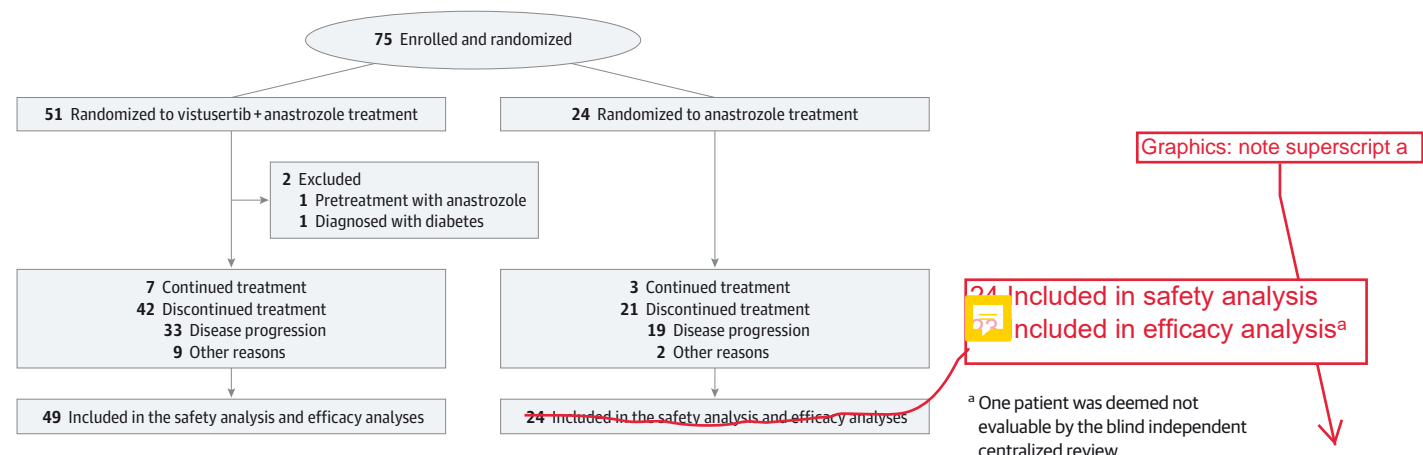 75 Enrolled and randomized
51 Randomized to vistusertib + anastrozole treatment
24 Randomized to anastrozole treatment
Graphics: note superscript a
2 Excluded
1 Pretreatment with anastrozole
1 Diagnosed with diabetes
7 Continued treatment
42 Discontinued treatment
33 Disease progression
9 Other reasons
3 Continued treatment
21 Discontinued treatment
19 Disease progression
2 Other reasons
24 Included in safety analysis
23 Included in efficacy analysisᵃ
49 Included in the safety analysis and efficacy analyses
24 Included in the safety analysis and efficacy analyses
ᵃ One patient was deemed not
evaluable by the blind independent
centralized review